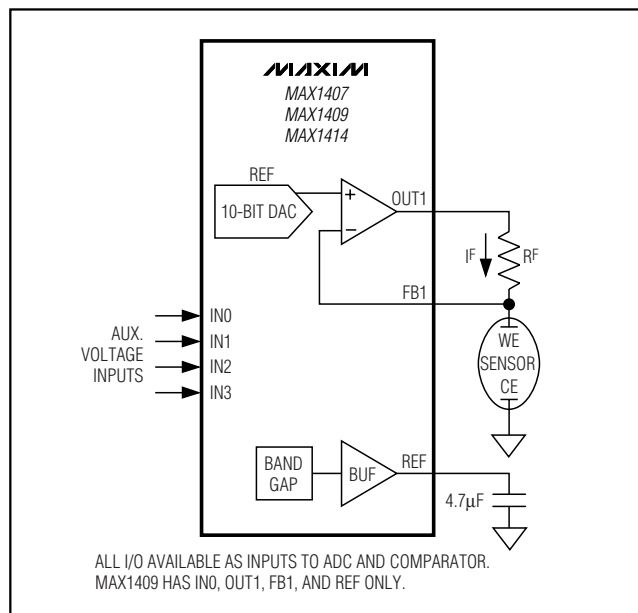 MAXIM
MAX1407
MAX1409
MAX1414
REF
10-BIT DAC
+
−
OUT1
IF
RF
FB1
AUX.
VOLTAGE
INPUTS
IN0
IN1
IN2
IN3
WE
SENSOR
CE
BAND
GAP
BUF
REF
4.7µF
ALL I/O AVAILABLE AS INPUTS TO ADC AND COMPARATOR.
MAX1409 HAS IN0, OUT1, FB1, AND REF ONLY.